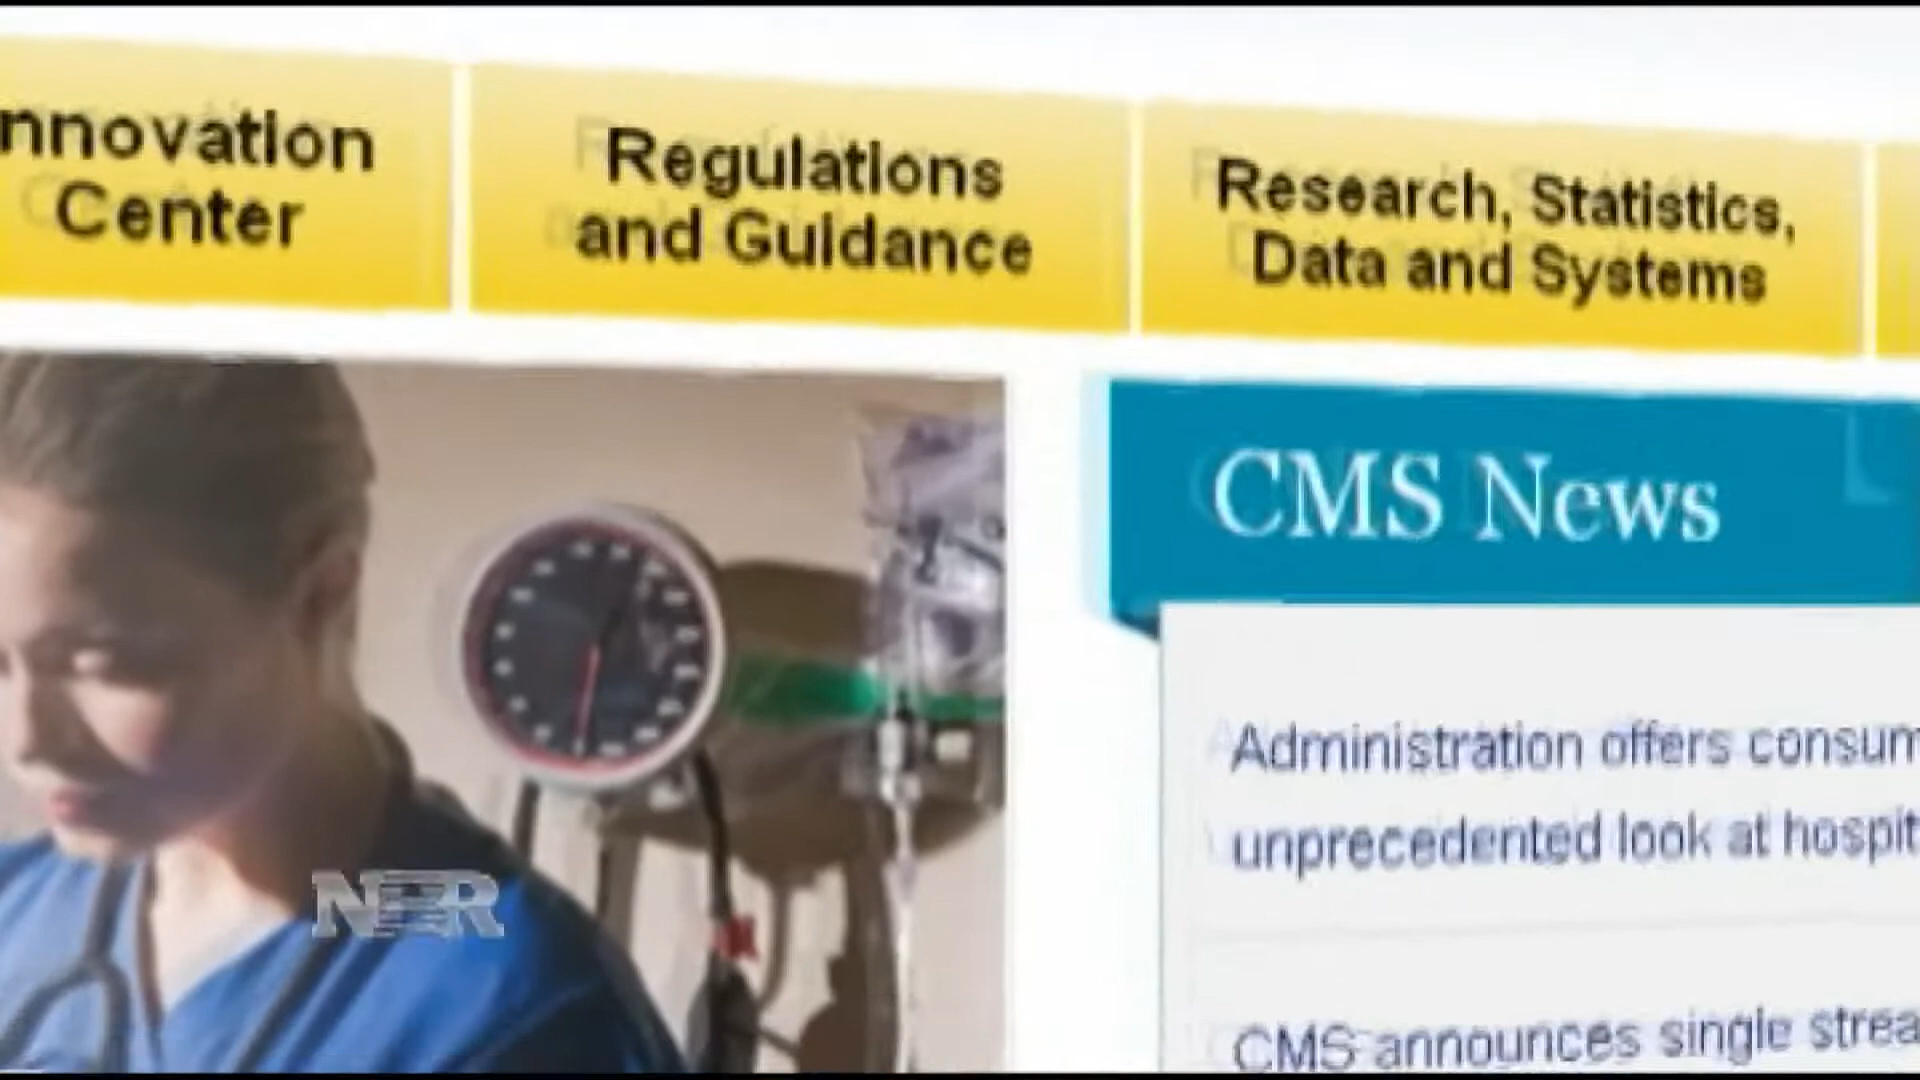 nnovation
Center
Regulations
and Guidance
Research, Statistics,
Data and Systems
CMS News
Administration offers consum
unprecedented look at hospit
CMS announces single strea